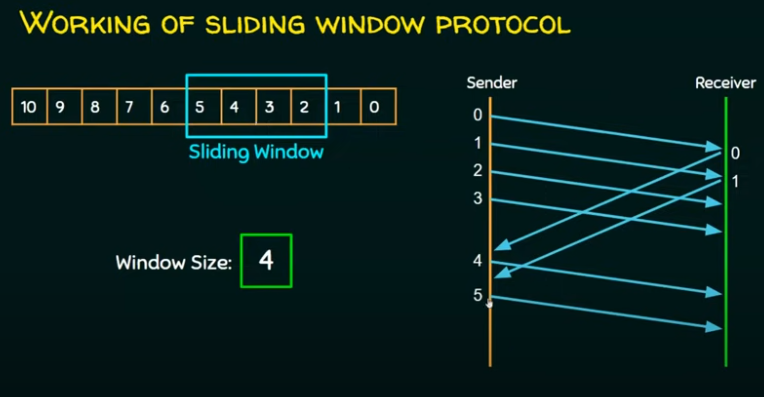 WORKING OF SLIDING WINDOW PROTOCOL
10 9 8 7 6 5 4 3 2 1 0
Sliding Window
Window Size: 4
Sender Receiver
0
1
2
3
4
5
0
1